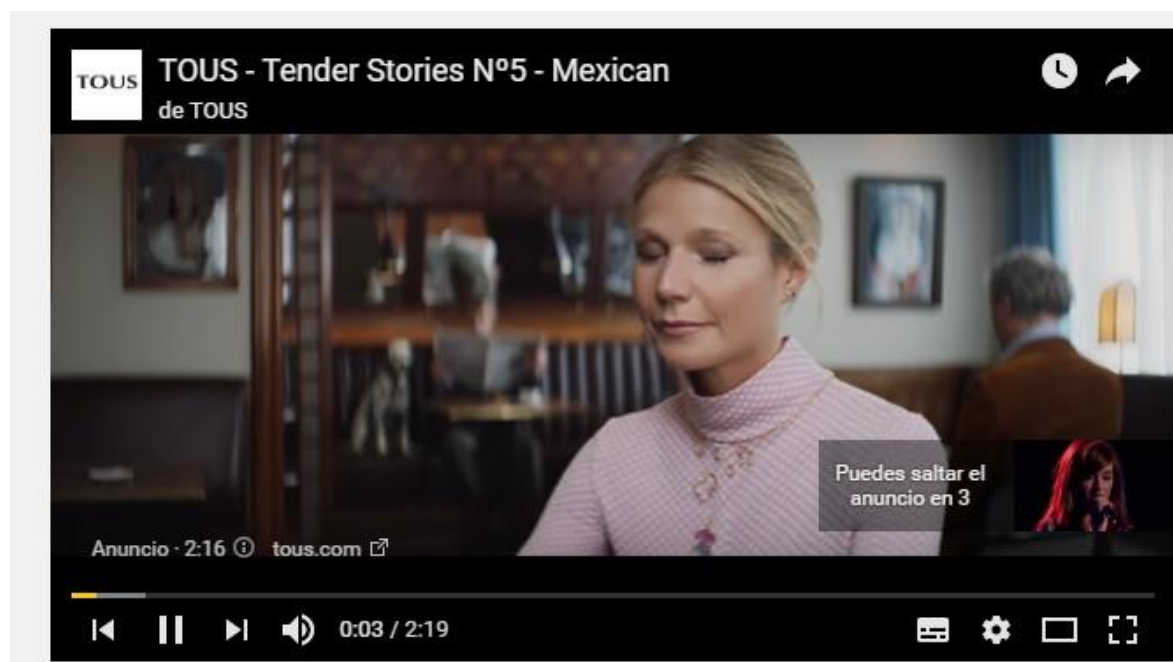 TOUS
TOUS - Tender Stories Nº5 - Mexican
de TOUS
Puedes saltar el
anuncio en 3
Anuncio · 2:16
tous.com
0:03 / 2:19